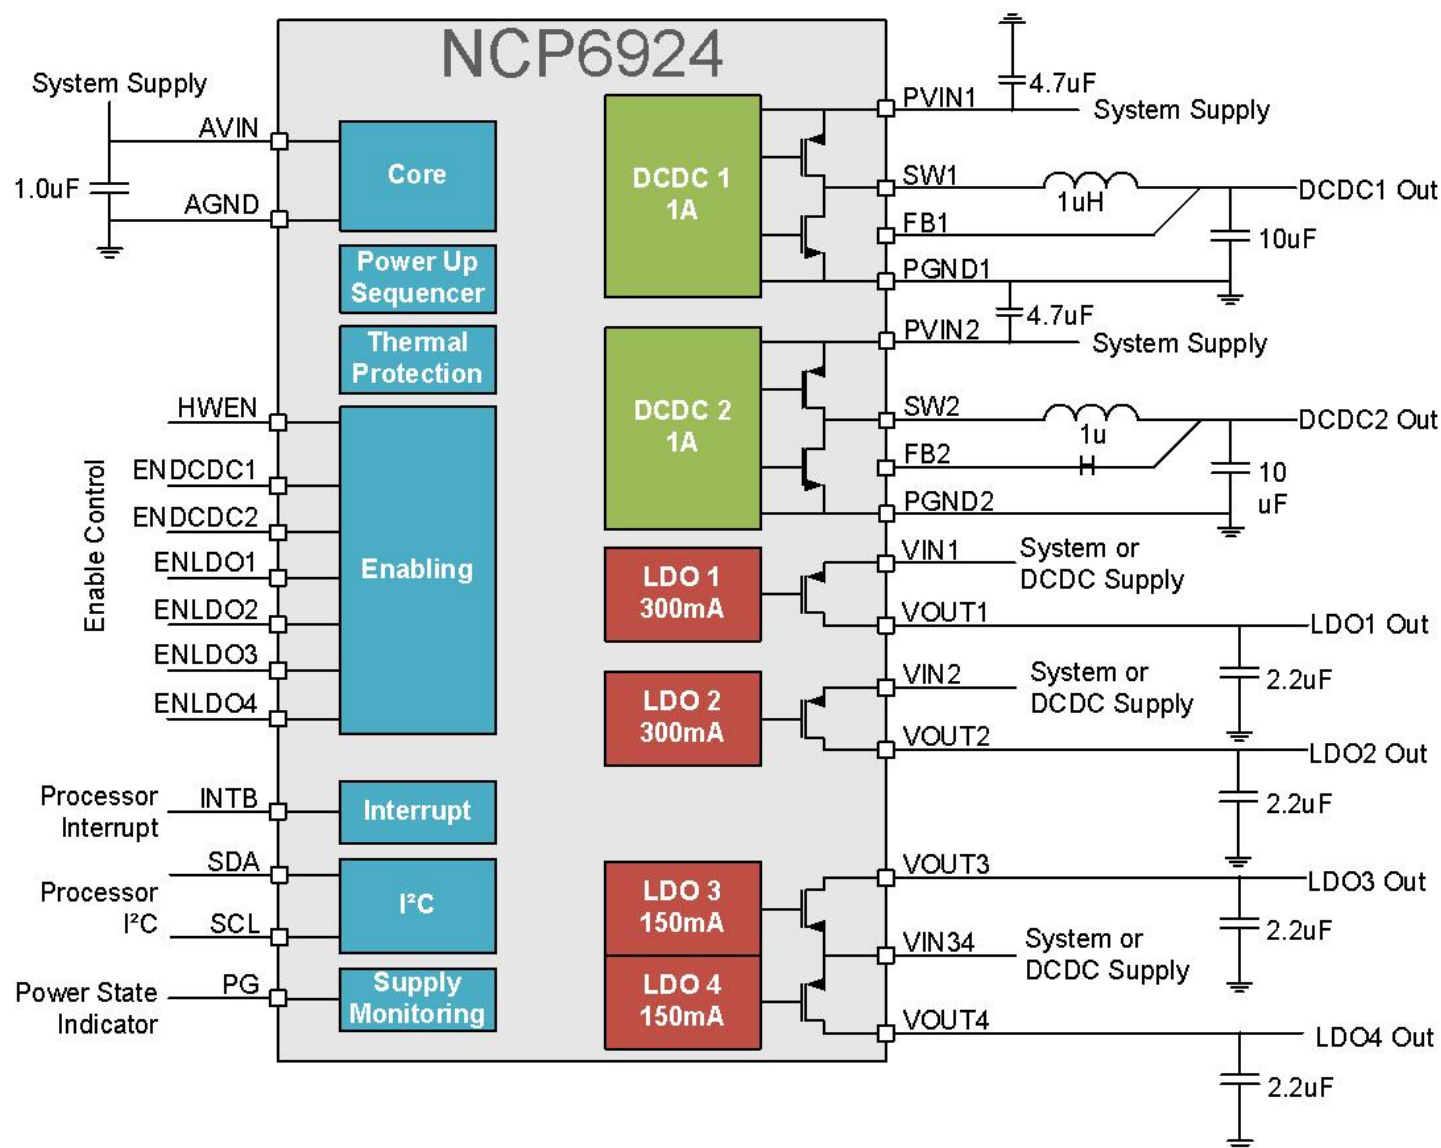 NCP6924
System Supply
AVIN
1.0uF
AGND
Core
Power Up
Sequencer
Thermal
Protection
HWEN
ENDCDC1
ENDCDC2
ENLDO1
ENLDO2
ENLDO3
ENLDO4
Enable Control
Enabling
Processor
Interrupt
INTB
Interrupt
SDA
Processor
I²C
SCL
I²C
Power State
Indicator
PG
Supply
Monitoring
DCDC 1
1A
PVIN1
4.7uF
System Supply
SW1
1uH
DCDC1 Out
FB1
10uF
PGND1
4.7uF
DCDC 2
1A
PVIN2
System Supply
SW2
1u
H
DCDC2 Out
FB2
10
uF
PGND2
LDO 1
300mA
VIN1
System or
DCDC Supply
VOUT1
LDO1 Out
2.2uF
LDO 2
300mA
VIN2
System or
DCDC Supply
VOUT2
LDO2 Out
2.2uF
LDO 3
150mA
VOUT3
LDO3 Out
2.2uF
VIN34
System or
DCDC Supply
LDO 4
150mA
VOUT4
LDO4 Out
2.2uF